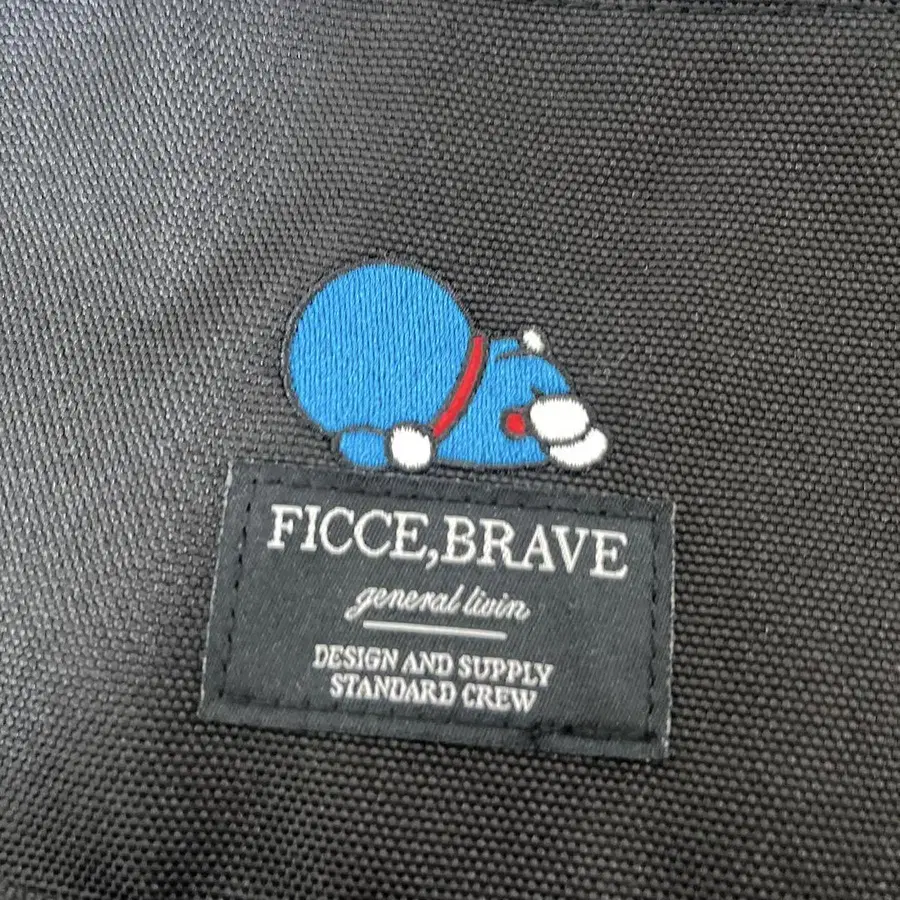 FICCE,BRAVE
general livin
DESIGN AND SUPPLY
STANDARD CREW